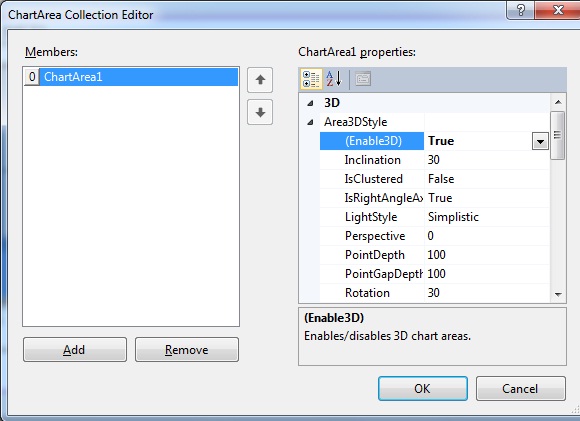 ChartArea Collection Editor
Members:
0 ChartArea1
Add
Remove
ChartArea1 properties:
3D
Area3DStyle
(Enable3D) True
Inclination 30
IsClustered False
IsRightAngleAx True
LightStyle Simplistic
Perspective 0
PointDepth 100
PointGapDepth 100
Rotation 30
(Enable3D)
Enables/disables 3D chart areas.
OK
Cancel